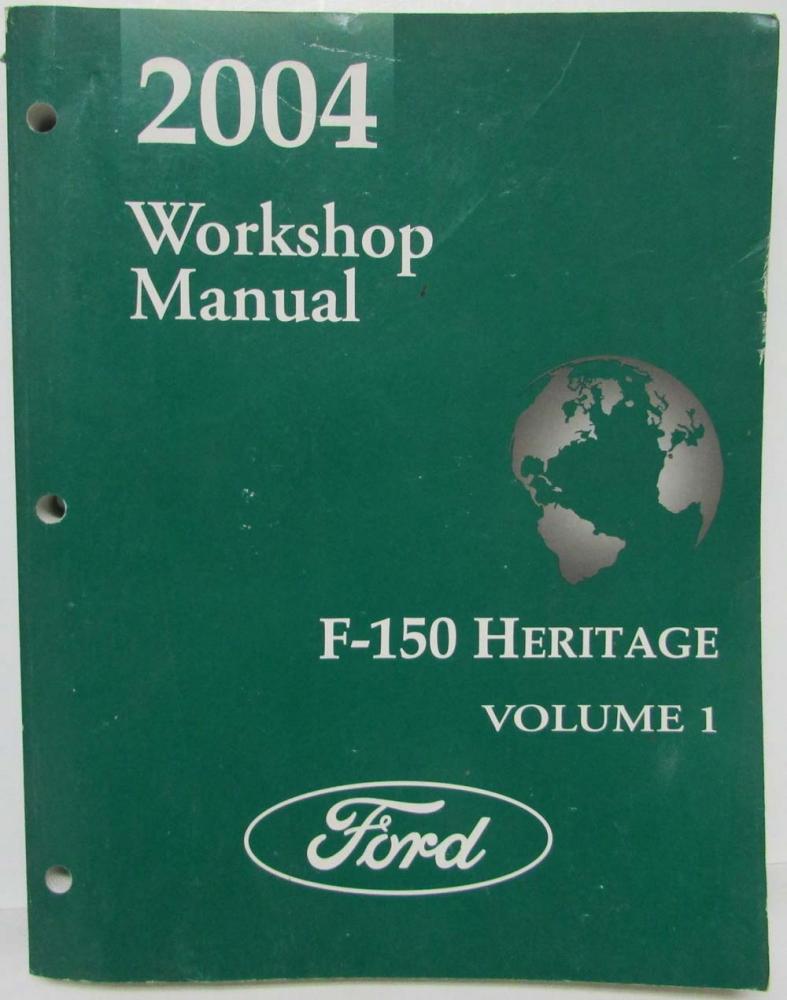 2004
Workshop
Manual
F-150 HERITAGE
VOLUME 1
Ford